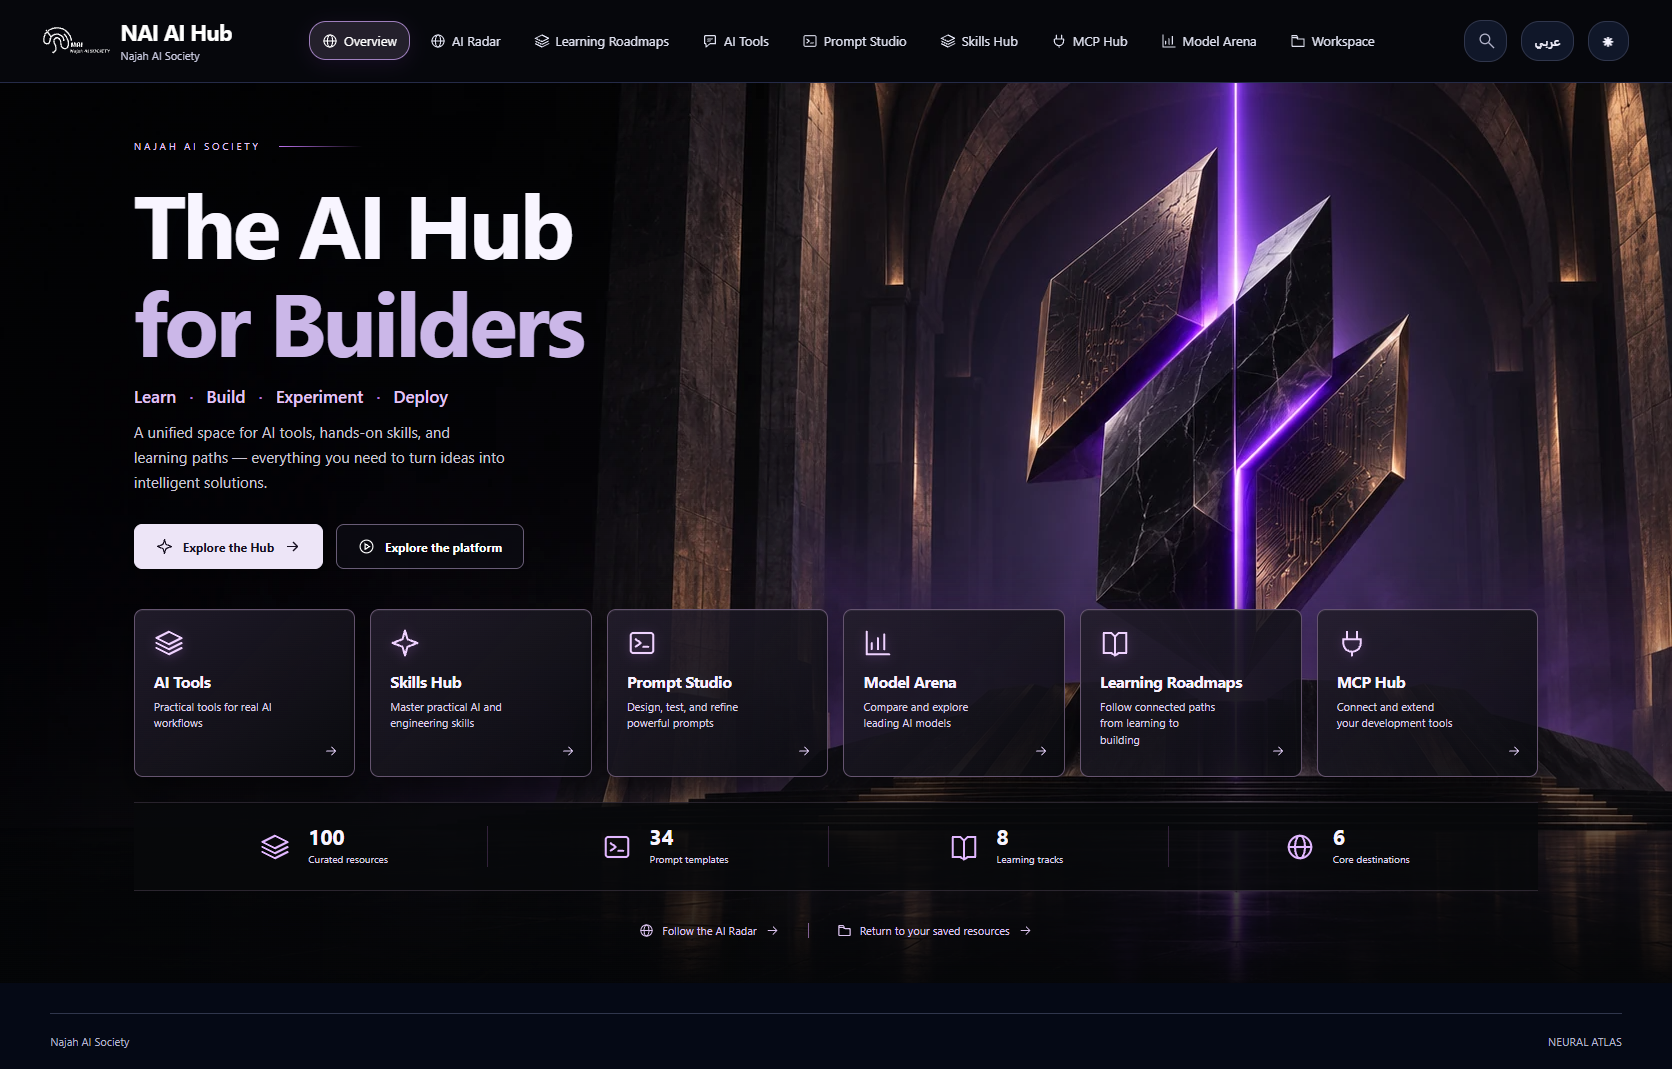 NAI
Najah AI SOCIETY
NAI AI Hub
Najah AI Society
Overview
AI Radar
Learning Roadmaps
AI Tools
Prompt Studio
Skills Hub
MCP Hub
Model Arena
Workspace
عربي
NAJAH AI SOCIETY
The AI Hub
for Builders
Learn · Build · Experiment · Deploy
A unified space for AI tools, hands-on skills, and
learning paths — everything you need to turn ideas into
intelligent solutions.
Explore the Hub →
Explore the platform
AI Tools
Practical tools for real AI
workflows
Skills Hub
Master practical AI and
engineering skills
Prompt Studio
Design, test, and refine
powerful prompts
Model Arena
Compare and explore
leading AI models
Learning Roadmaps
Follow connected paths
from learning to
building
MCP Hub
Connect and extend
your development tools
100
Curated resources
34
Prompt templates
8
Learning tracks
6
Core destinations
Follow the AI Radar →
Return to your saved resources →
Najah AI Society
NEURAL ATLAS